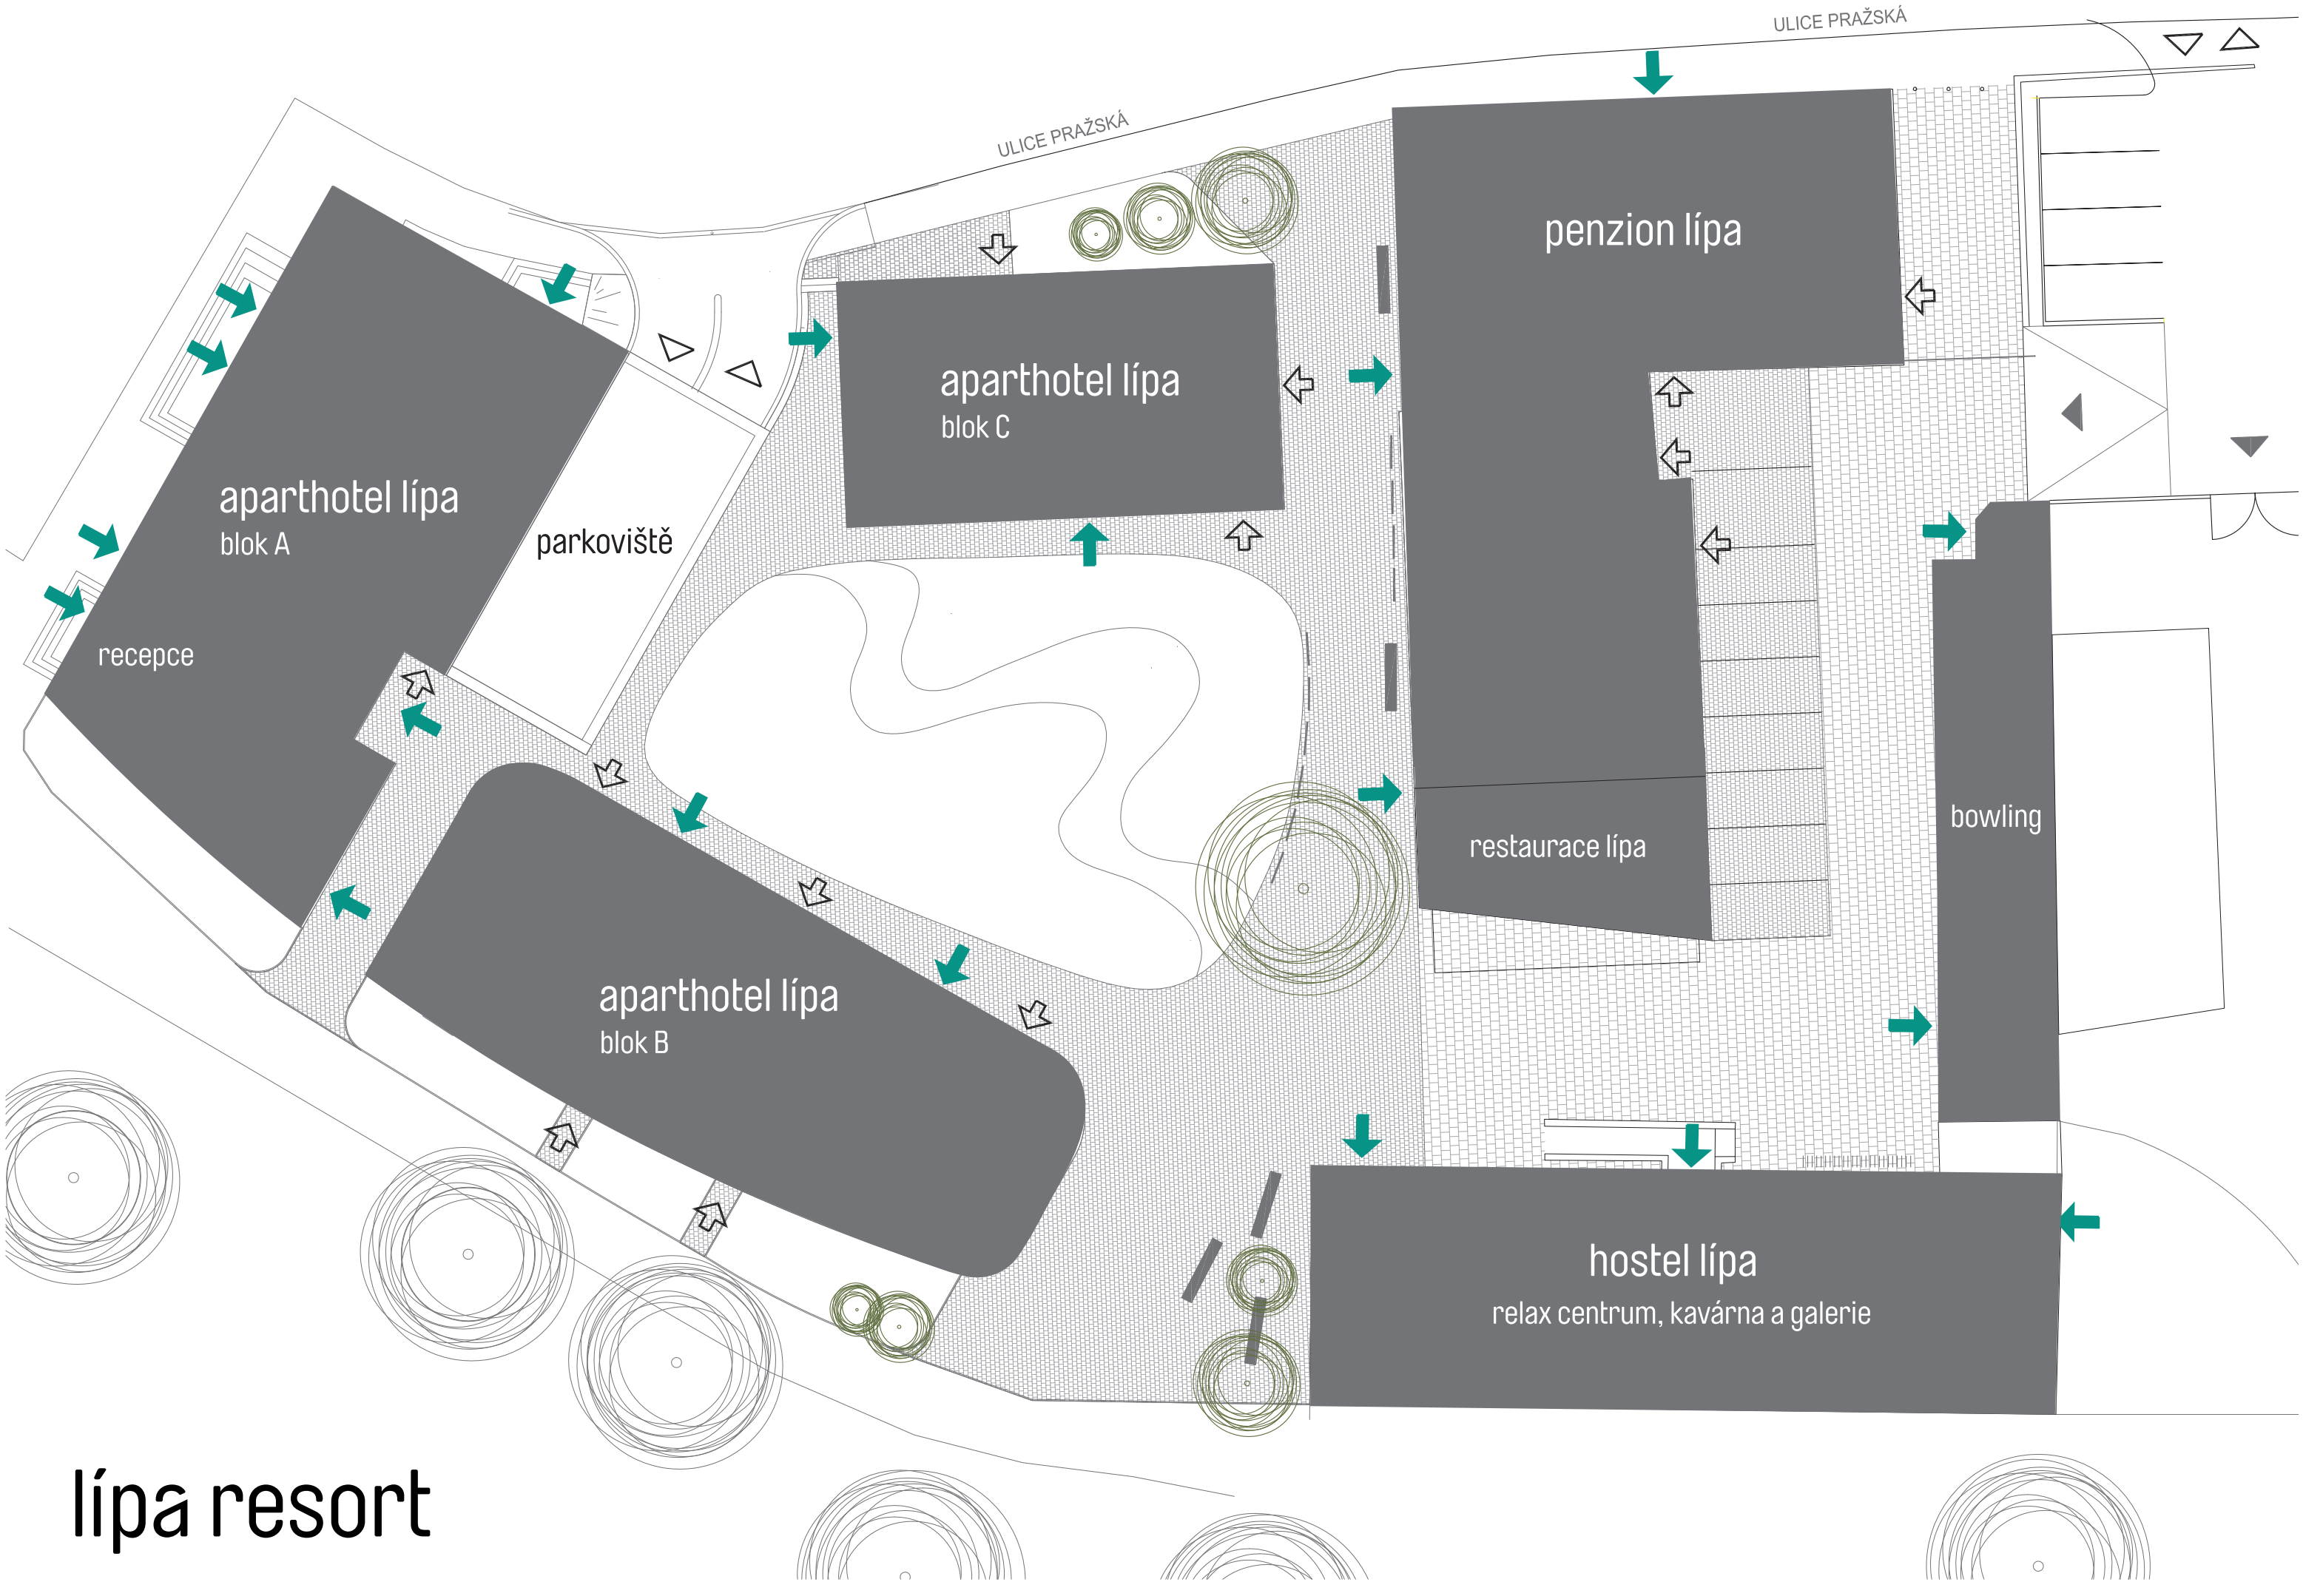 ULICE PRAŽSKÁ
ULICE PRAŽSKÁ
penzion lípa
aparthotel lípa
blok C
aparthotel lípa
blok A
parkoviště
recepce
restaurace lípa
bowling
aparthotel lípa
blok B
hostel lípa
relax centrum, kavárna a galerie
lípa resort